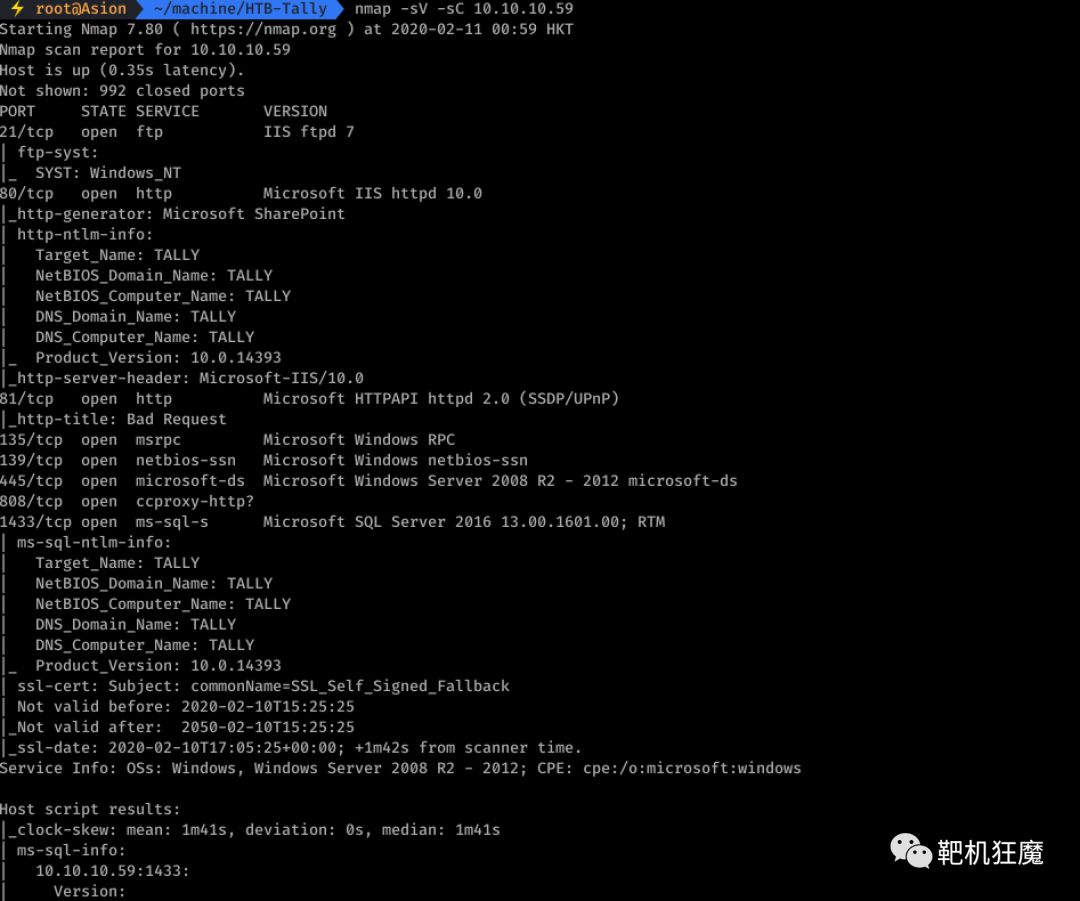 ⚡ root@Asion ~/machine/HTB-Tally nmap -sV -sC 10.10.10.59
Starting Nmap 7.80 ( https://nmap.org ) at 2020-02-11 00:59 HKT
Nmap scan report for 10.10.10.59
Host is up (0.35s latency).
Not shown: 992 closed ports
PORT     STATE SERVICE      VERSION
21/tcp   open  ftp          IIS ftpd 7
| ftp-syst:
|_  SYST: Windows_NT
80/tcp   open  http         Microsoft IIS httpd 10.0
|_http-generator: Microsoft SharePoint
| http-ntlm-info:
|   Target_Name: TALLY
|   NetBIOS_Domain_Name: TALLY
|   NetBIOS_Computer_Name: TALLY
|   DNS_Domain_Name: TALLY
|   DNS_Computer_Name: TALLY
|_  Product_Version: 10.0.14393
|_http-server-header: Microsoft-IIS/10.0
81/tcp   open  http         Microsoft HTTPAPI httpd 2.0 (SSDP/UPnP)
|_http-title: Bad Request
135/tcp  open  msrpc        Microsoft Windows RPC
139/tcp  open  netbios-ssn  Microsoft Windows netbios-ssn
445/tcp  open  microsoft-ds Microsoft Windows Server 2008 R2 - 2012 microsoft-ds
808/tcp  open  ccproxy-http?
1433/tcp open  ms-sql-s     Microsoft SQL Server 2016 13.00.1601.00; RTM
| ms-sql-ntlm-info:
|   Target_Name: TALLY
|   NetBIOS_Domain_Name: TALLY
|   NetBIOS_Computer_Name: TALLY
|   DNS_Domain_Name: TALLY
|   DNS_Computer_Name: TALLY
|_  Product_Version: 10.0.14393
| ssl-cert: Subject: commonName=SSL_Self_Signed_Fallback
| Not valid before: 2020-02-10T15:25:25
|_Not valid after:  2050-02-10T15:25:25
|_ssl-date: 2020-02-10T17:05:25+00:00; +1m42s from scanner time.
Service Info: OSs: Windows, Windows Server 2008 R2 - 2012; CPE: cpe:/o:microsoft:windows
Host script results:
|_clock-skew: mean: 1m41s, deviation: 0s, median: 1m41s
| ms-sql-info:
|   10.10.10.59:1433:
|     Version:
靶机狂魔